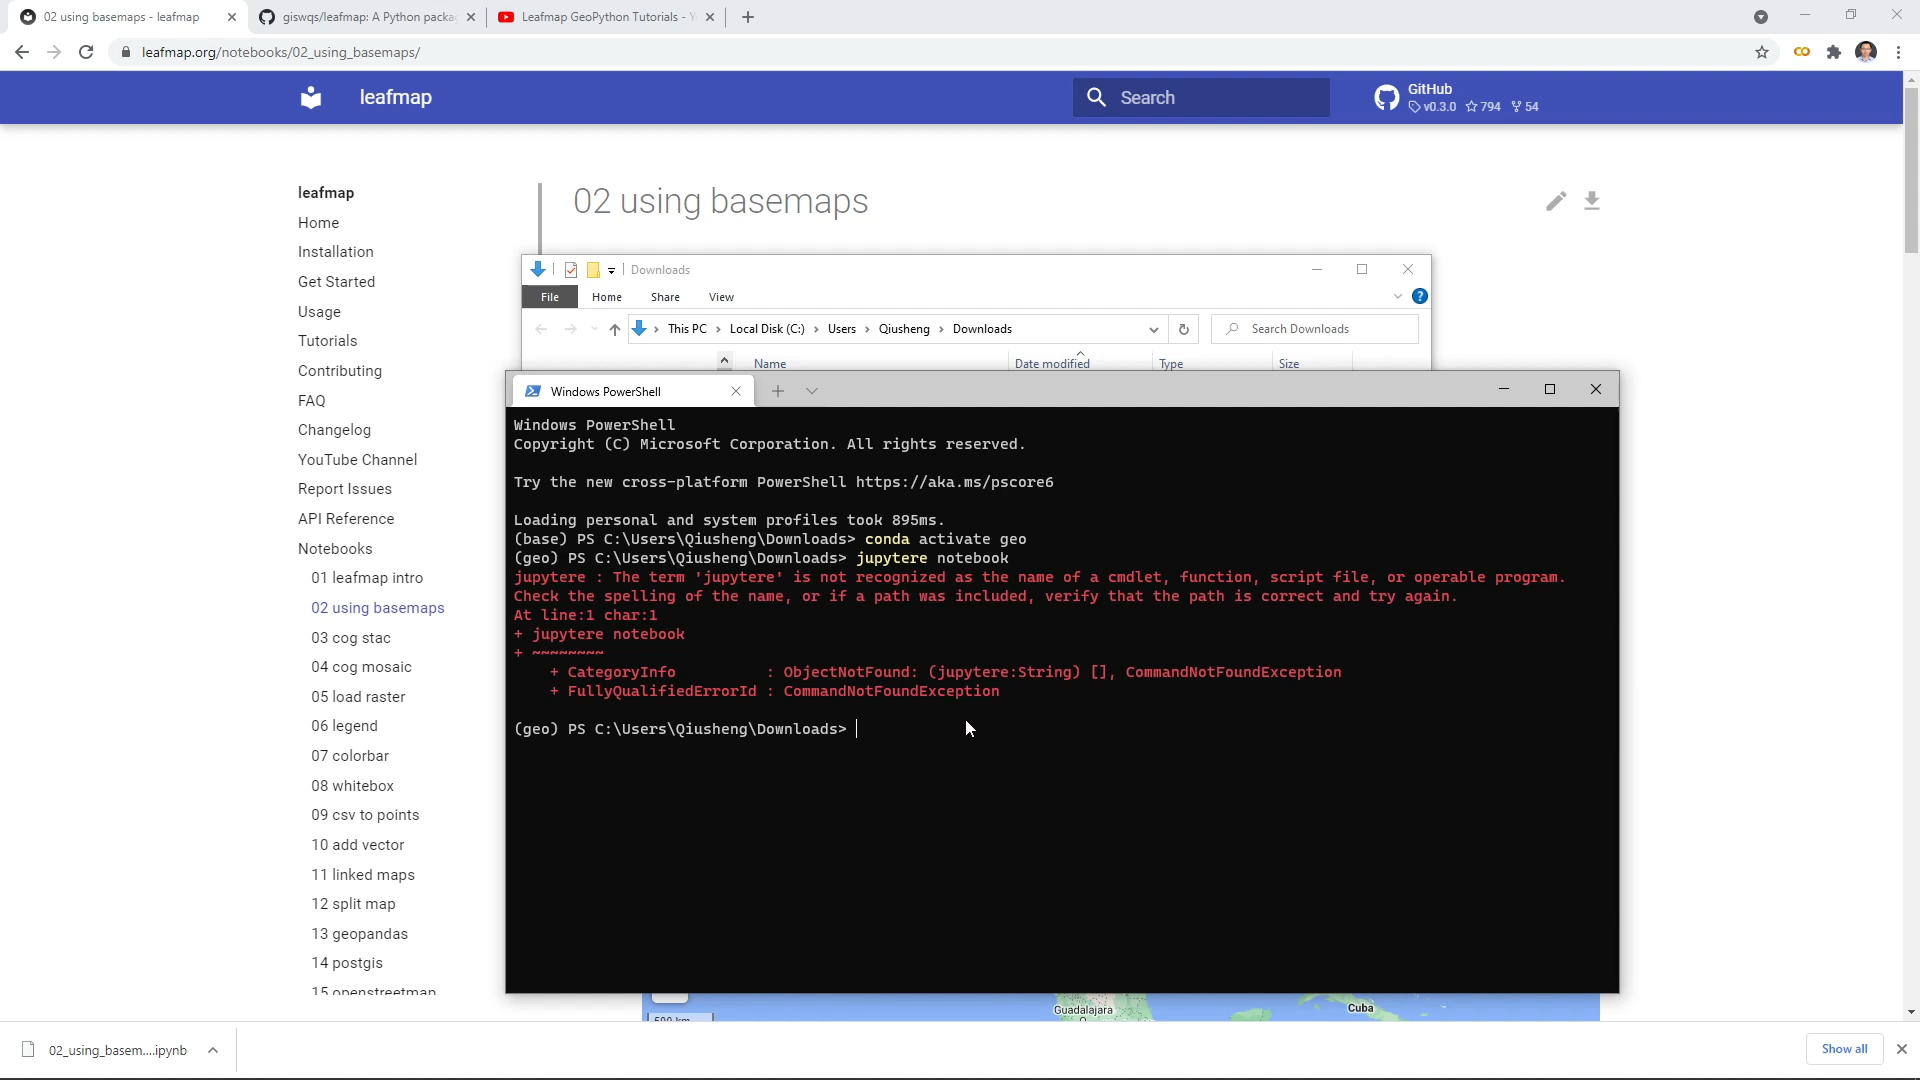 02 using basemaps - leafmap
giswqs/leafmap: A Python packa
Leafmap GeoPython Tutorials - Y
leafmap.org/notebooks/02_using_basemaps/
leafmap
Search
GitHub
v0.3.0 794 54
leafmap
Home
Installation
Get Started
Usage
Tutorials
Contributing
FAQ
Changelog
YouTube Channel
Report Issues
API Reference
Notebooks
01 leafmap intro
02 using basemaps
03 cog stac
04 cog mosaic
05 load raster
06 legend
07 colorbar
08 whitebox
09 csv to points
10 add vector
11 linked maps
12 split map
13 geopandas
14 postgis
15 openstreetmap
02 using basemaps
Downloads
File Home Share View
This PC > Local Disk (C:) > Users > Qiusheng > Downloads
Search Downloads
Name Date modified Type Size
Windows PowerShell
Windows PowerShell
Copyright (C) Microsoft Corporation. All rights reserved.
Try the new cross-platform PowerShell https://aka.ms/pscore6
Loading personal and system profiles took 895ms.
(base) PS C:\Users\Qiusheng\Downloads> conda activate geo
(geo) PS C:\Users\Qiusheng\Downloads> jupytere notebook
jupytere : The term 'jupytere' is not recognized as the name of a cmdlet, function, script file, or operable program.
Check the spelling of the name, or if a path was included, verify that the path is correct and try again.
At line:1 char:1
+ jupytere notebook
+ ~~~~~~~~
+ CategoryInfo : ObjectNotFound: (jupytere:String) [], CommandNotFoundException
+ FullyQualifiedErrorId : CommandNotFoundException
(geo) PS C:\Users\Qiusheng\Downloads>
Guadalajara
Cuba
500 km
02_using_basem....ipynb
Show all